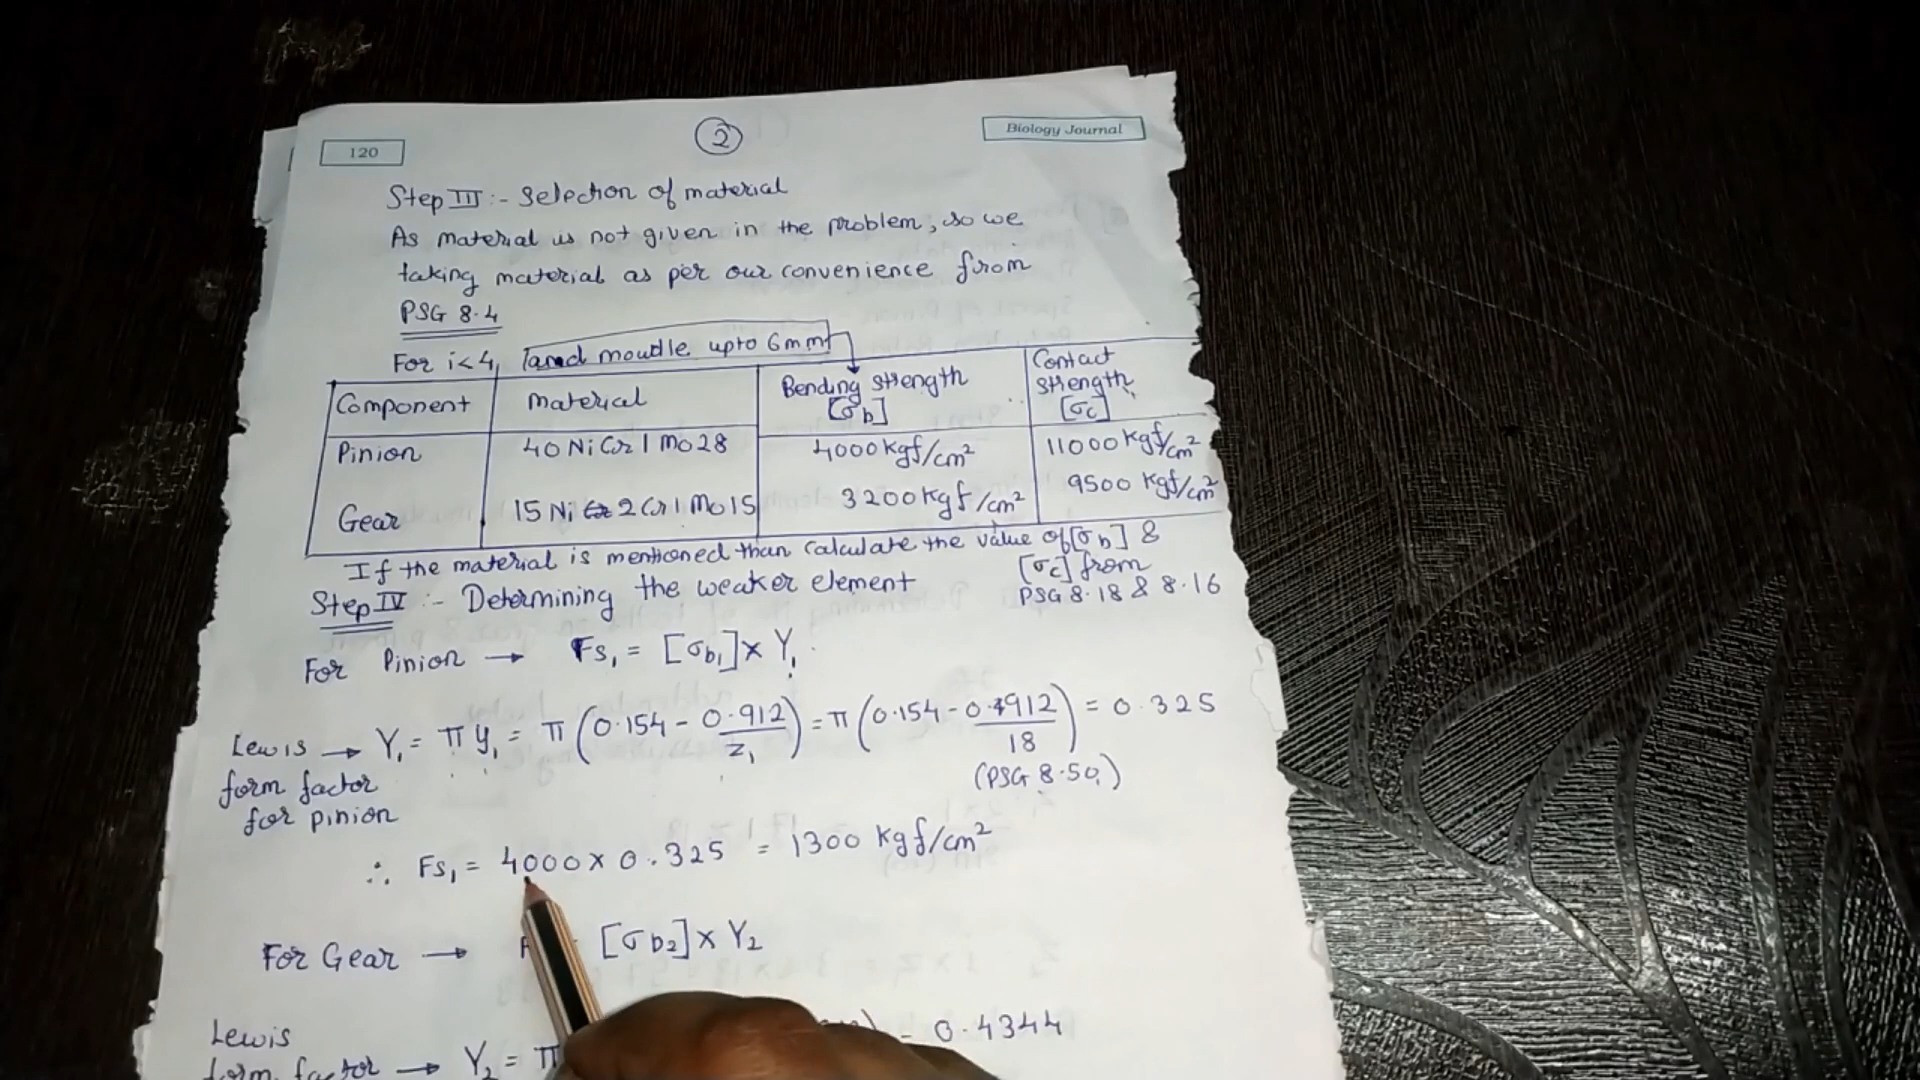 120
②
Biology Journal
Step III :- Selection of material
As material is not given in the problem, so we
taking material as per our convenience from
PSG 8.4
For i<4, and moudle upto 6mm
Component material Bending strength [σb] Contact strength [σc]
Pinion 40 Ni Cr 1 Mo 28 4000 kgf/cm² 11000 kgf/cm²
Gear 15 Ni 2 Cr 1 Mo 15 3200 kgf/cm² 9500 kgf/cm²
If the material is mentioned than calculate the value of [σb] &
[σc] from
PSG 8.18 & 8.16
Step IV :- Determining the weaker element
For Pinion → Fs₁ = [σb₁] × Y₁
Lewis form factor for pinion → Y₁ = π y₁ = π (0.154 - 0.912/z₁) = π (0.154 - 0.912/18) = 0.325
(PSG 8.50)
∴ Fs₁ = 4000 × 0.325 = 1300 kgf/cm²
For Gear → [σb₂] × Y₂
Lewis
form factor → Y₂ = π = 0.4344